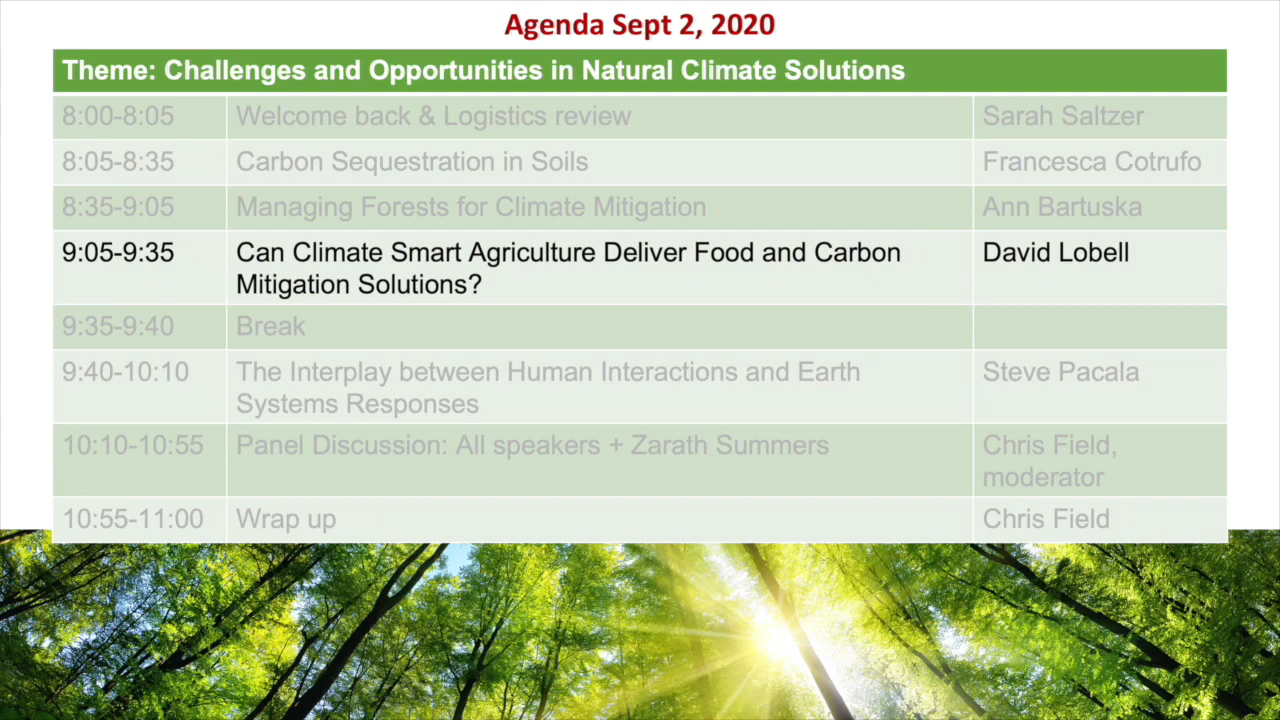 Agenda Sept 2, 2020
Theme: Challenges and Opportunities in Natural Climate Solutions
8:00-8:05 Welcome back & Logistics review Sarah Saltzer
8:05-8:35 Carbon Sequestration in Soils Francesca Cotrufo
8:35-9:05 Managing Forests for Climate Mitigation Ann Bartuska
9:05-9:35 Can Climate Smart Agriculture Deliver Food and Carbon David Lobell
Mitigation Solutions?
9:35-9:40 Break
9:40-10:10 The Interplay between Human Interactions and Earth Steve Pacala
Systems Responses
10:10-10:55 Panel Discussion: All speakers + Zarath Summers Chris Field,
moderator
10:55-11:00 Wrap up Chris Field